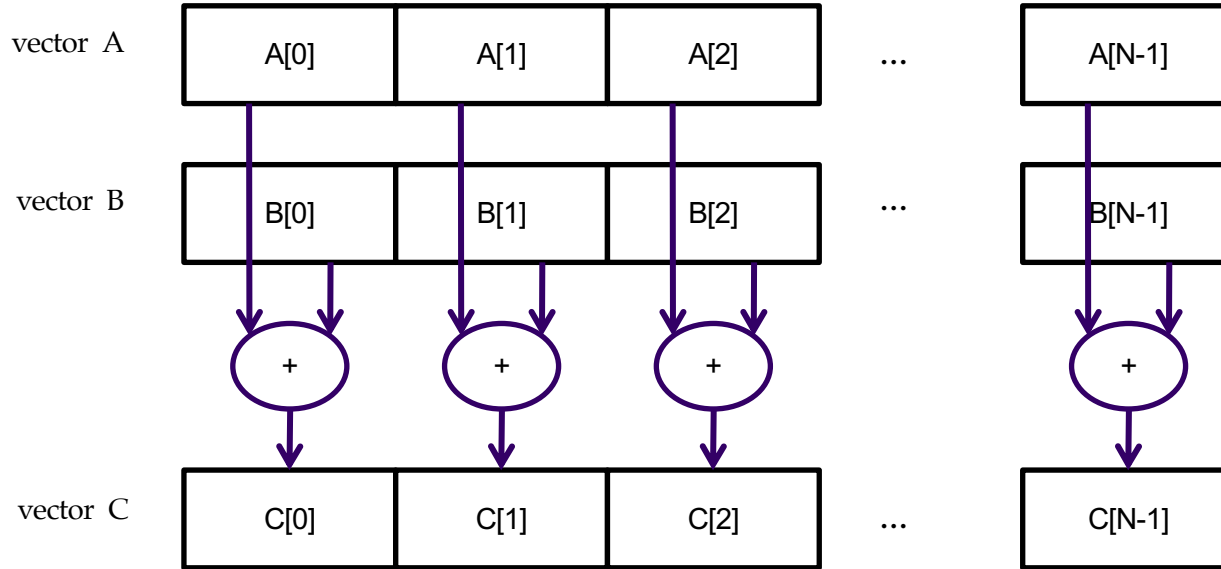 vector A A[0] A[1] A[2] ... A[N-1]
vector B B[0] B[1] B[2] ... B[N-1]
+ + + +
vector C C[0] C[1] C[2] ... C[N-1]